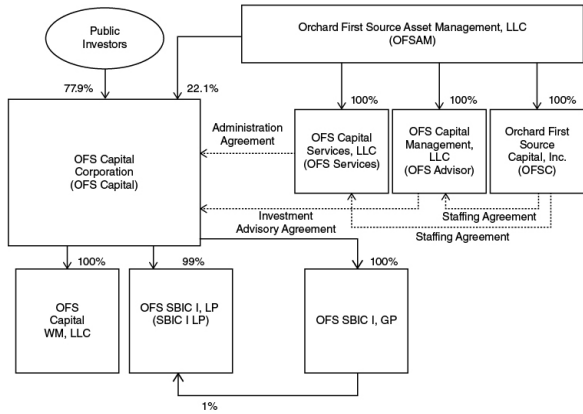 Public
Investors
Orchard First Source Asset Management, LLC
(OFSAM)
77.9%
22.1%
100%
100%
100%
OFS Capital
Corporation
(OFS Capital)
Administration
Agreement
OFS Capital
Services, LLC
(OFS Services)
OFS Capital
Management,
LLC
(OFS Advisor)
Orchard First
Source
Capital, Inc.
(OFSC)
Investment
Advisory Agreement
Staffing Agreement
Staffing Agreement
100%
99%
100%
OFS
Capital
WM, LLC
OFS SBIC I, LP
(SBIC I LP)
OFS SBIC I, GP
1%